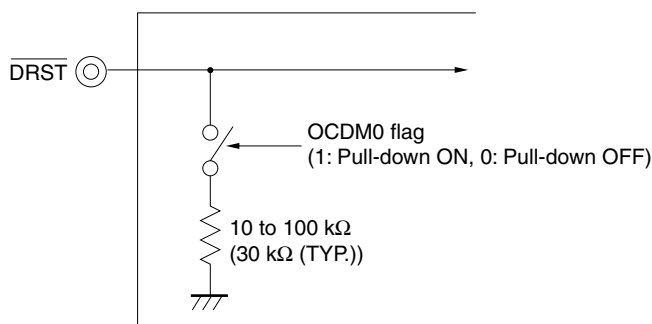 DRST
OCDM0 flag
(1: Pull-down ON, 0: Pull-down OFF)
10 to 100 kΩ
(30 kΩ (TYP.))